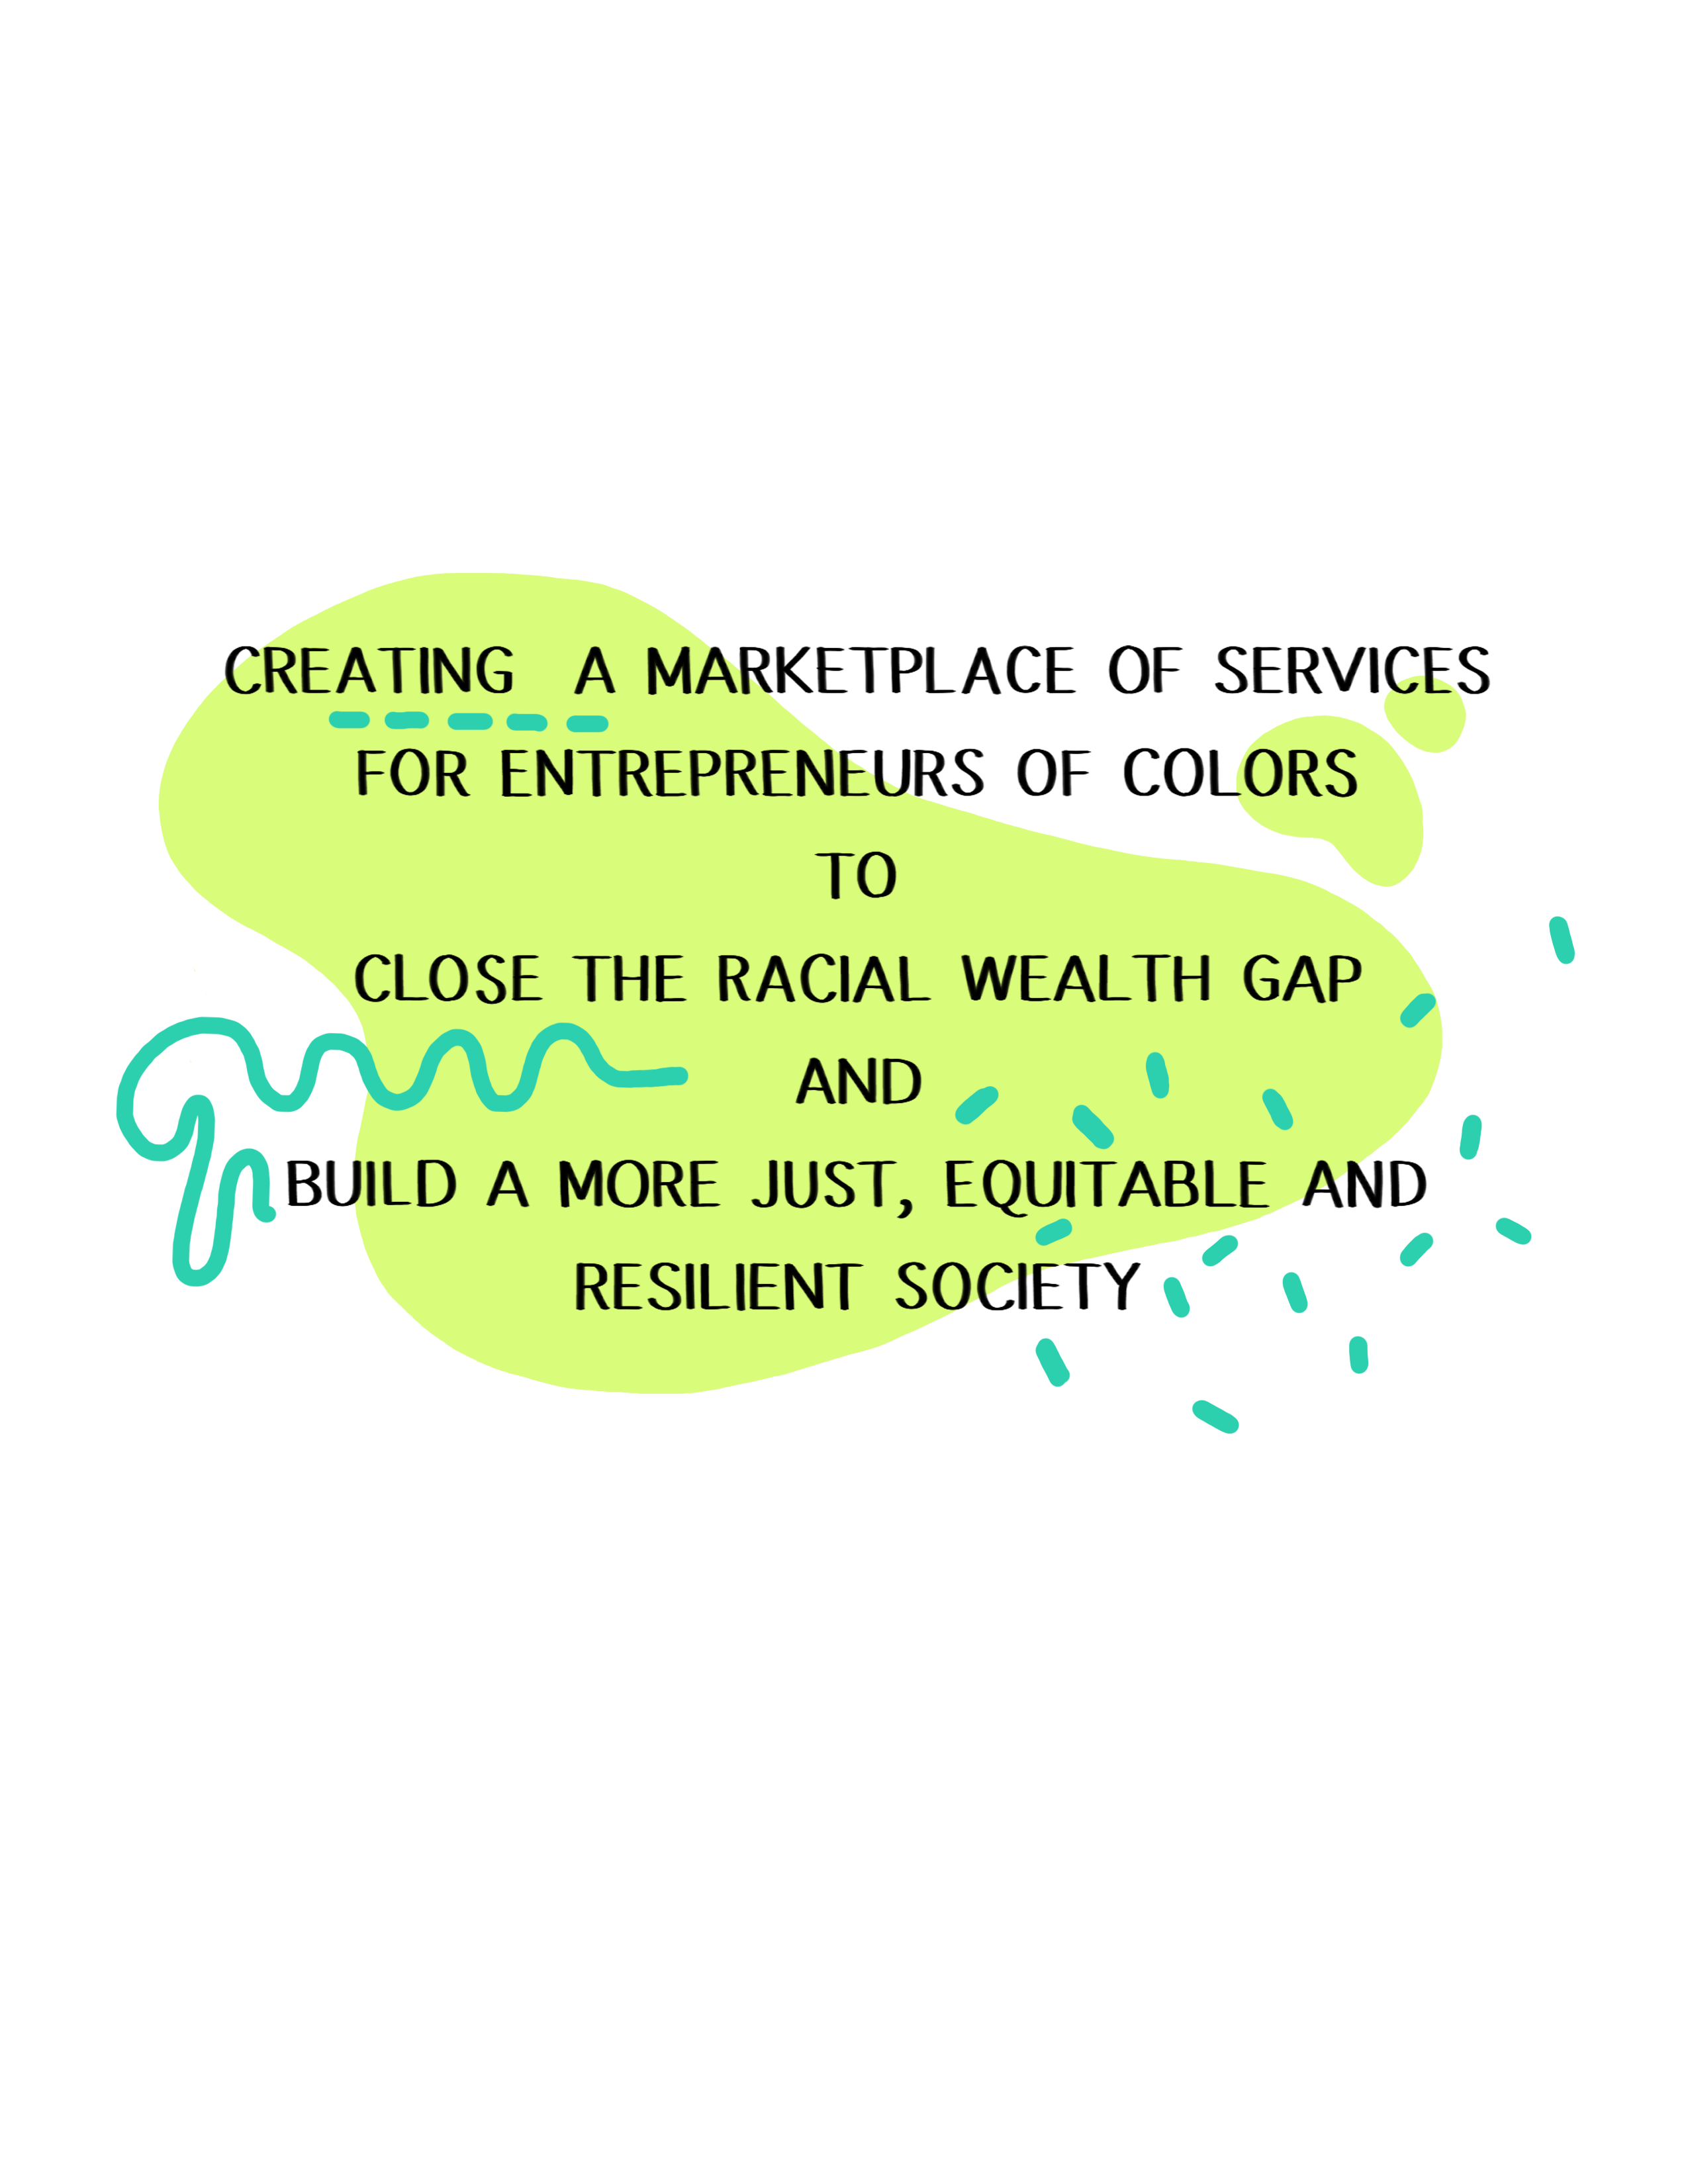 CREATING A MARKETPLACE OF SERVICES
FOR ENTREPRENEURS OF COLORS
TO
CLOSE THE RACIAL WEALTH GAP
AND
BUILD A MORE JUST, EQUITABLE AND
RESILIENT SOCIETY